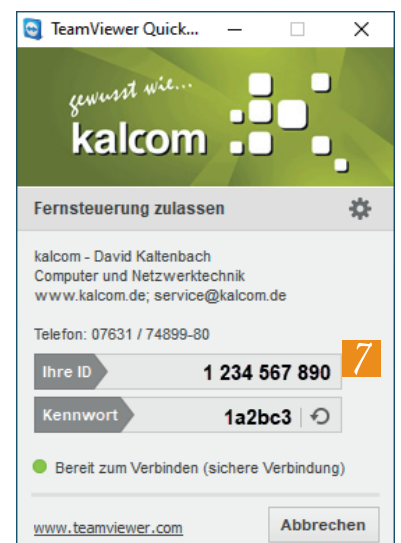 TeamViewer Quick...
gewusst wie...
kalcom
Fernsteuerung zulassen
kalcom - David Kaltenbach
Computer und Netzwerktechnik
www.kalcom.de; service@kalcom.de
Telefon: 07631 / 74899-80
Ihre ID 1 234 567 890
7
Kennwort 1a2bc3
Bereit zum Verbinden (sichere Verbindung)
www.teamviewer.com Abbrechen